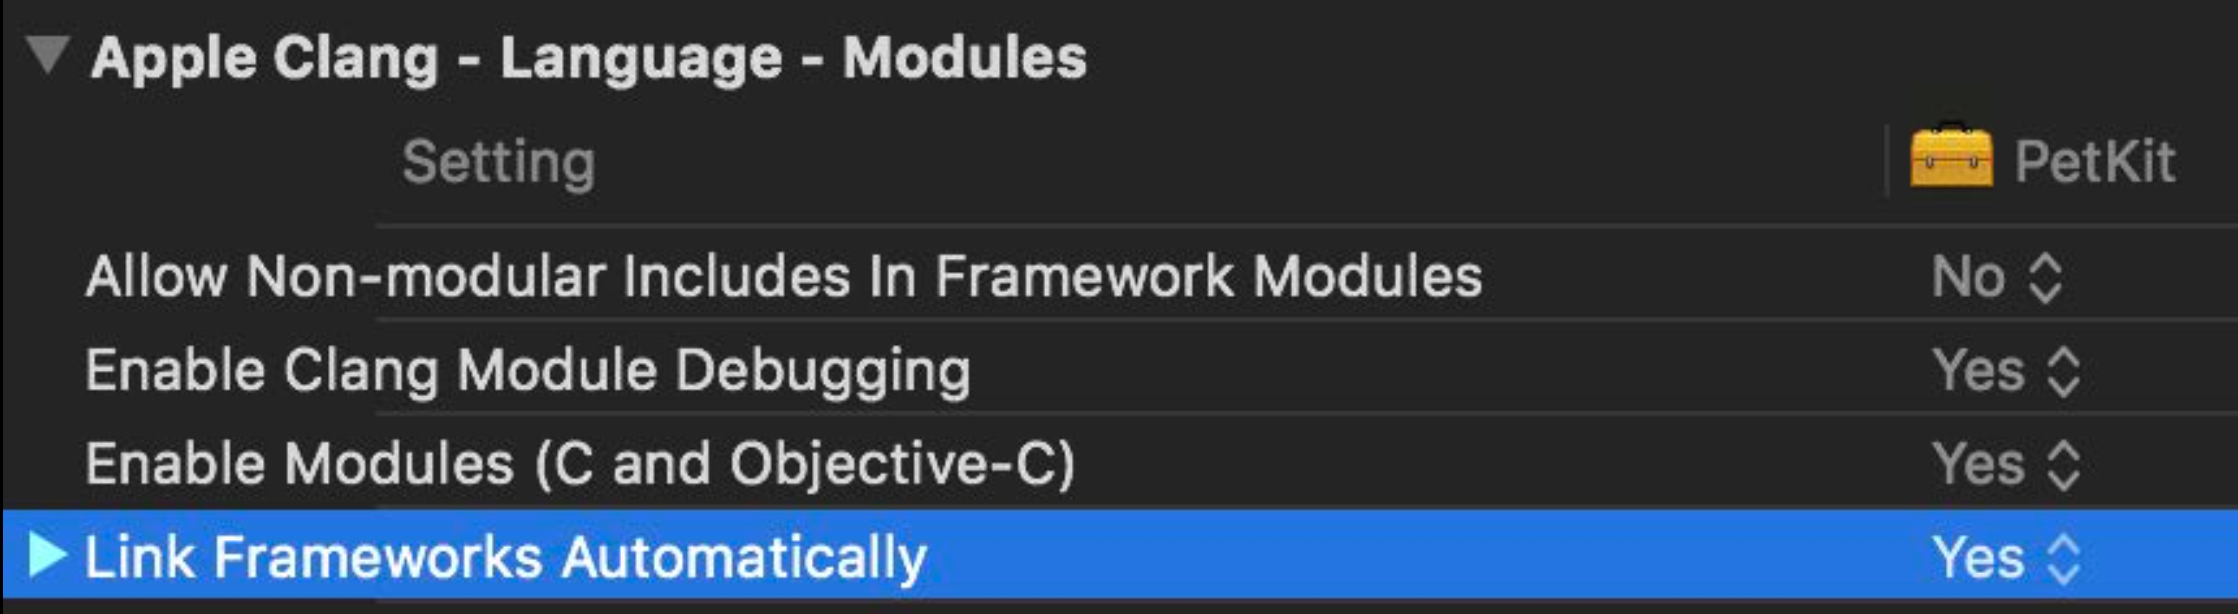 Apple Clang - Language - Modules
Setting PetKit
Allow Non-modular Includes In Framework Modules No
Enable Clang Module Debugging Yes
Enable Modules (C and Objective-C) Yes
Link Frameworks Automatically Yes